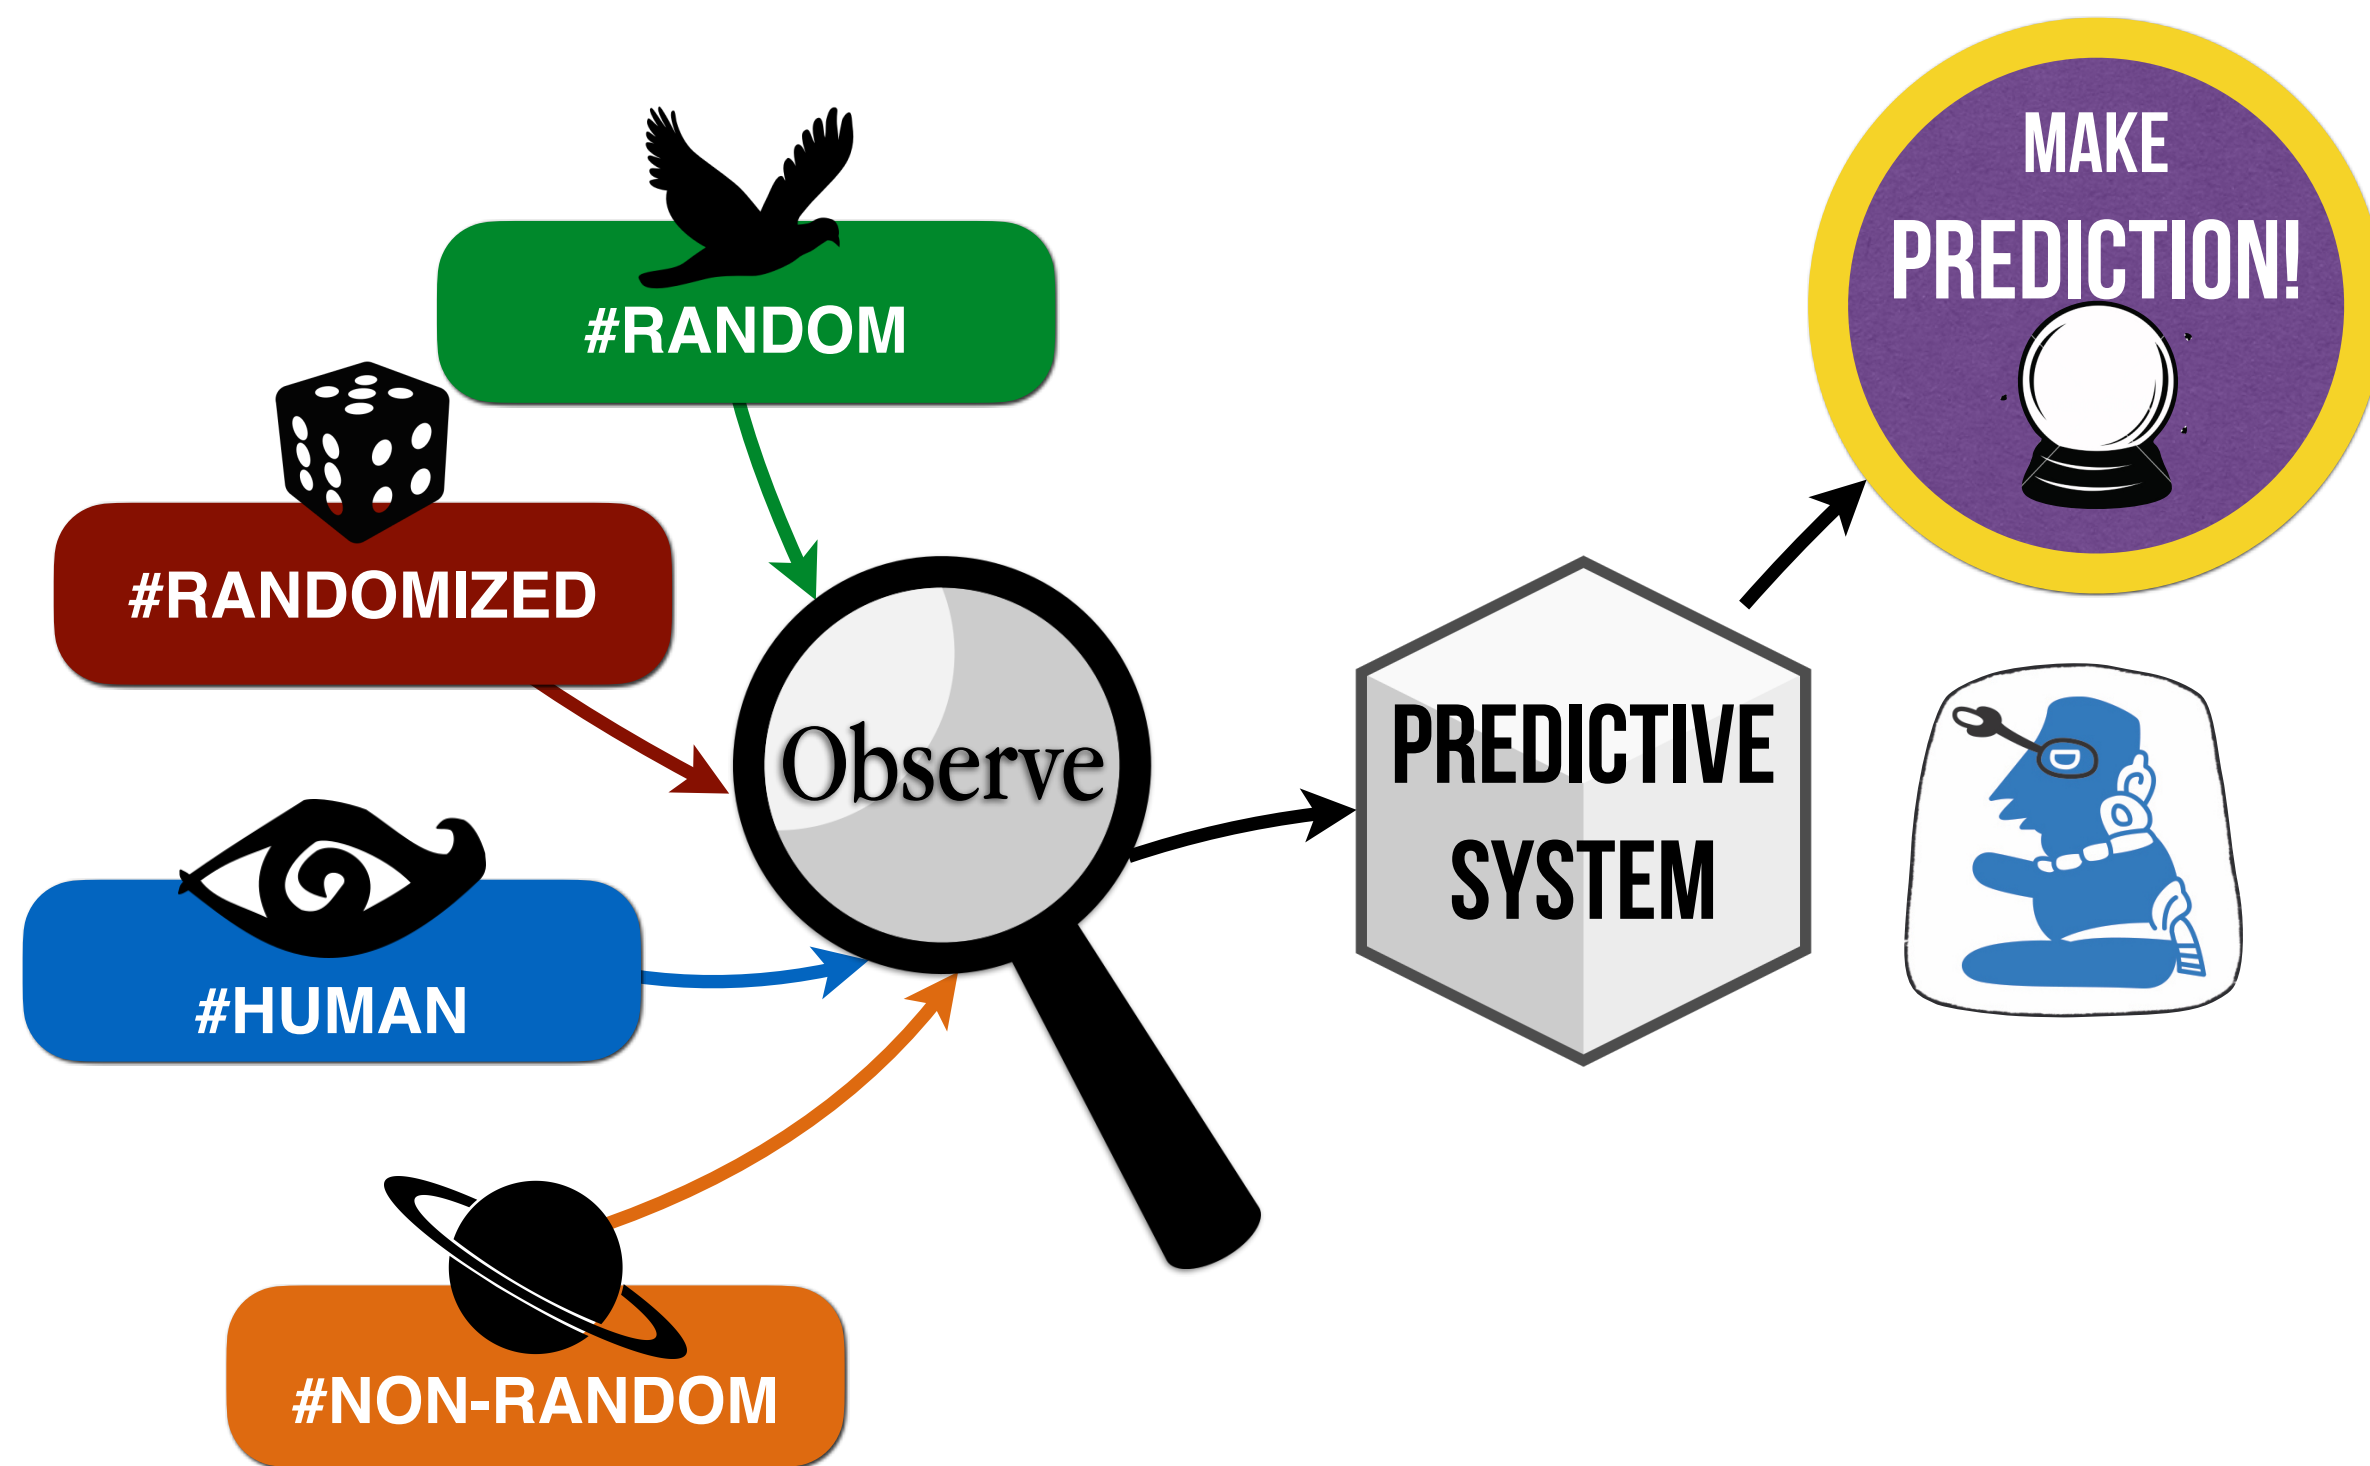 #RANDOM
#RANDOMIZED
#HUMAN
#NON-RANDOM
Observe
PREDICTIVE
SYSTEM
MAKE
PREDICTION!